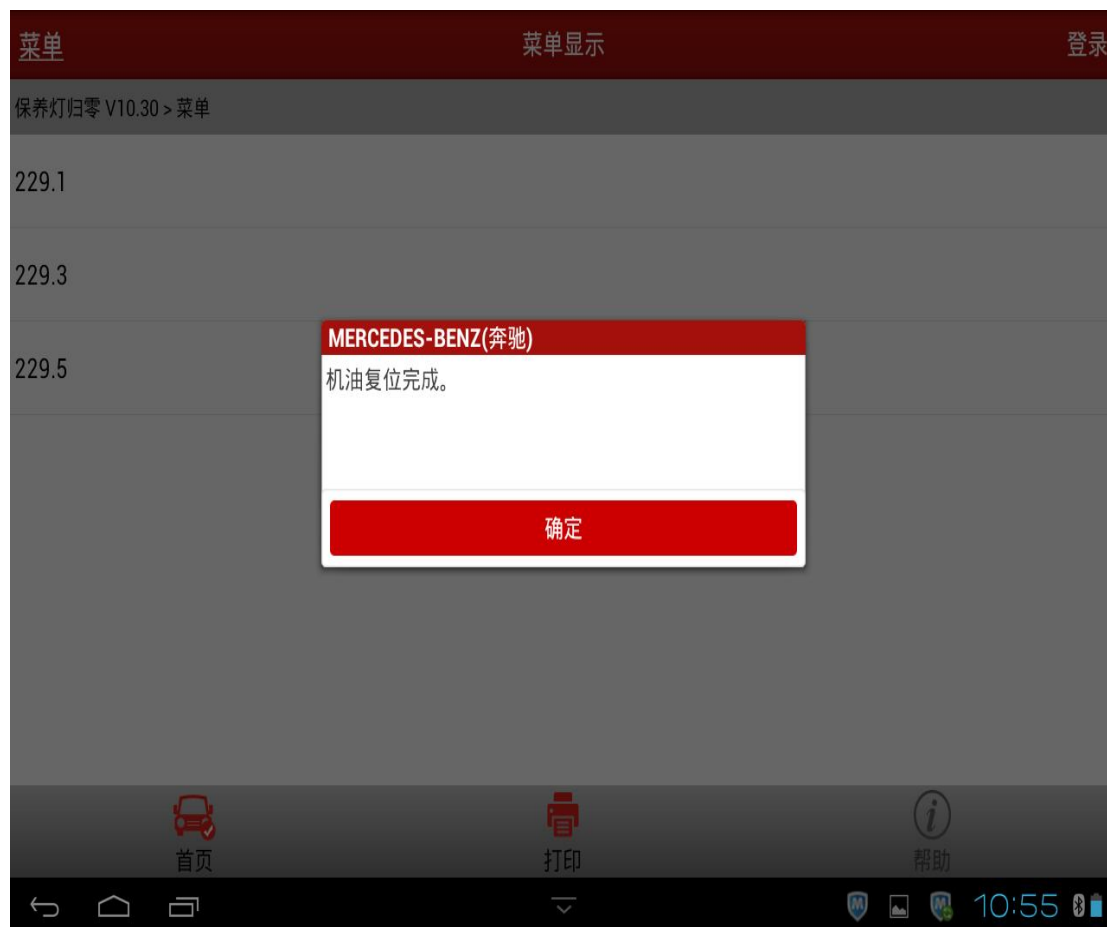 菜单 菜单显示 登录
保养灯归零 V10.30 > 菜单
229.1
229.3
229.5
MERCEDES-BENZ(奔驰)
机油复位完成。
确定
首页 打印 帮助
10:55